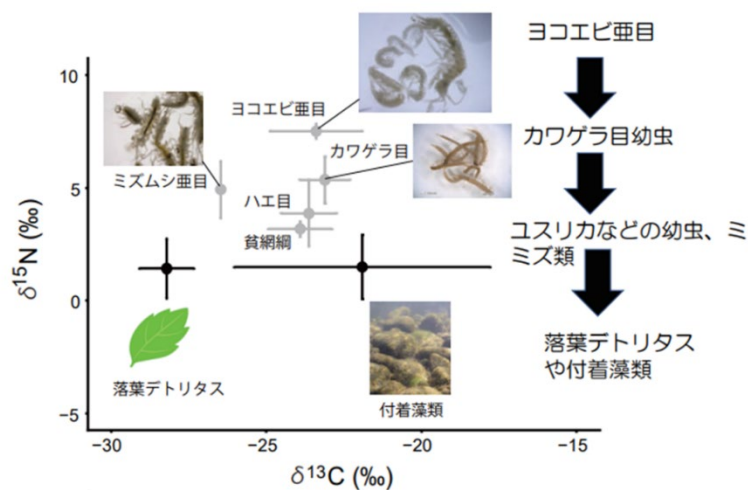 ヨコエビ亜目
10
ヨコエビ亜目
カワゲラ目
カワゲラ目幼虫
ミズムシ亜目
5
ハエ目
貧網綱
ユスリカなどの幼虫、ミ
ミズ類
δ¹⁵N (‰)
0
落葉デトリタス
や付着藻類
落葉デトリタス
付着藻類
−5
−30
−25
−20
−15
δ¹³C (‰)